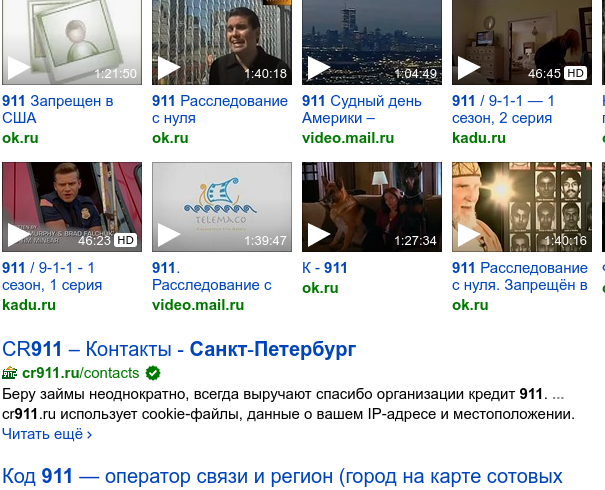 1:21:50
1:40:18
1:04:49
46:45 HD
911 Запрещен в
США
ok.ru
911 Расследование
с нуля
ok.ru
911 Судный день
Америки –
video.mail.ru
911 / 9-1-1 — 1
сезон, 2 серия
kadu.ru
MURPHY & BRAD FALCHUK
46:23 HD
TELEMACO
1:39:47
1:27:34
1:40:16
911 / 9-1-1 - 1
сезон, 1 серия
kadu.ru
911.
Расследование с
video.mail.ru
К - 911
ok.ru
911 Расследование
с нуля. Запрещён в
ok.ru
CR911 – Контакты - Санкт-Петербург
cr911.ru/contacts
Беру займы неоднократно, всегда выручают спасибо организации кредит 911. ...
cr911.ru использует cookie-файлы, данные о вашем IP-адресе и местоположении.
Читать ещё ›
Код 911 — оператор связи и регион (город на карте сотовых